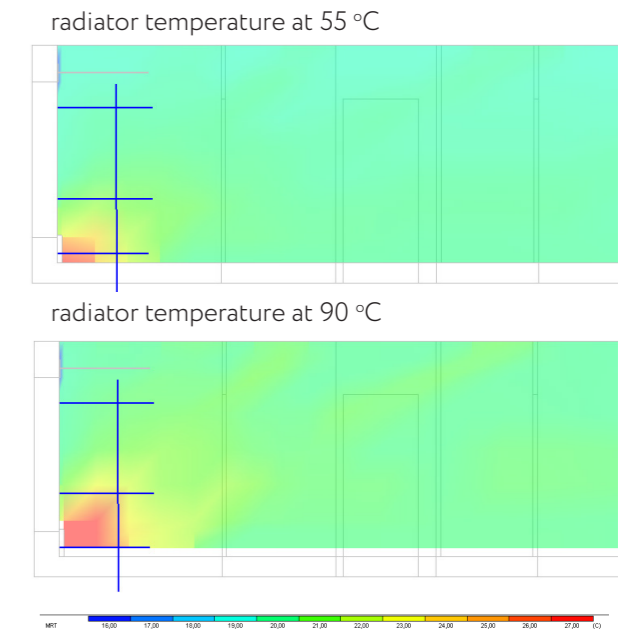 radiator temperature at 55 °C
radiator temperature at 90 °C
MRT 16,00 17,00 18,00 19,00 20,00 21,00 22,00 23,00 24,00 25,00 26,00 27,00 (C)